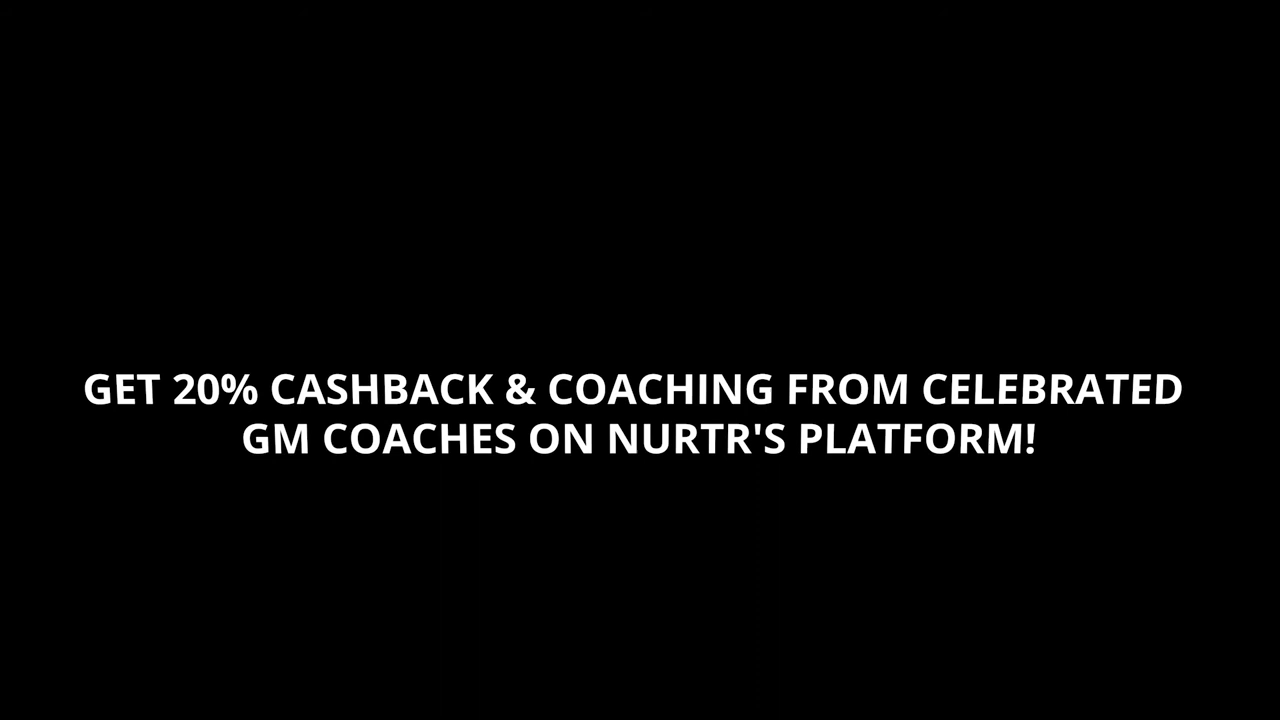 GET 20% CASHBACK & COACHING FROM CELEBRATED
GM COACHES ON NURTR'S PLATFORM!